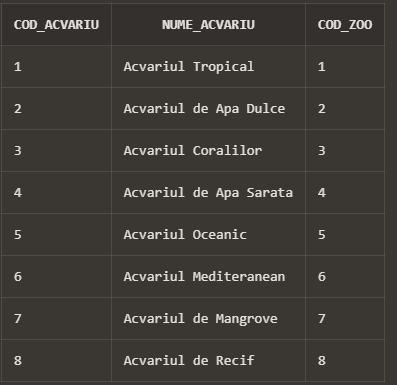 COD_ACVARIU NUME_ACVARIU COD_ZOO
1 Acvariul Tropical 1
2 Acvariul de Apa Dulce 2
3 Acvariul Coralilor 3
4 Acvariul de Apa Sarata 4
5 Acvariul Oceanic 5
6 Acvariul Mediteranean 6
7 Acvariul de Mangrove 7
8 Acvariul de Recif 8